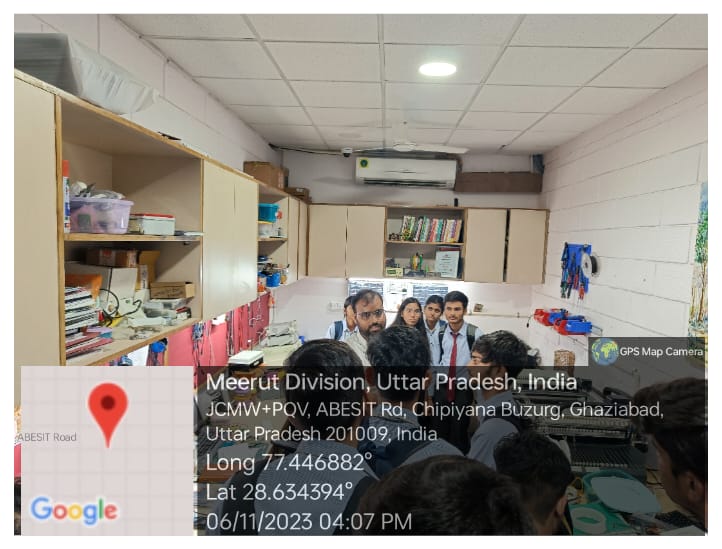 GPS Map Camera
Meerut Division, Uttar Pradesh, India
JCMW+PQV, ABESIT Rd, Chipiyana Buzurg, Ghaziabad,
Uttar Pradesh 201009, India
Long 77.446882°
Lat 28.634394°
06/11/2023 04:07 PM
ABESIT Road
Google